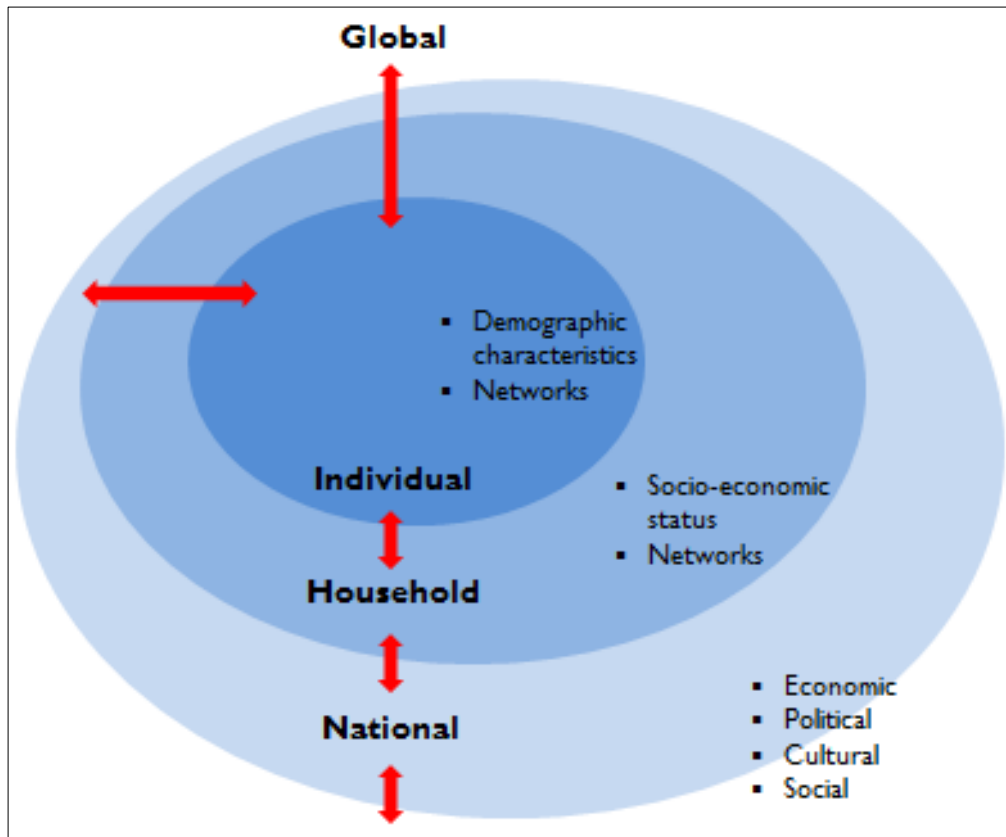 Global
▪ Demographic
characteristics
▪ Networks
Individual
▪ Socio-economic
status
▪ Networks
Household
▪ Economic
▪ Political
▪ Cultural
▪ Social
National